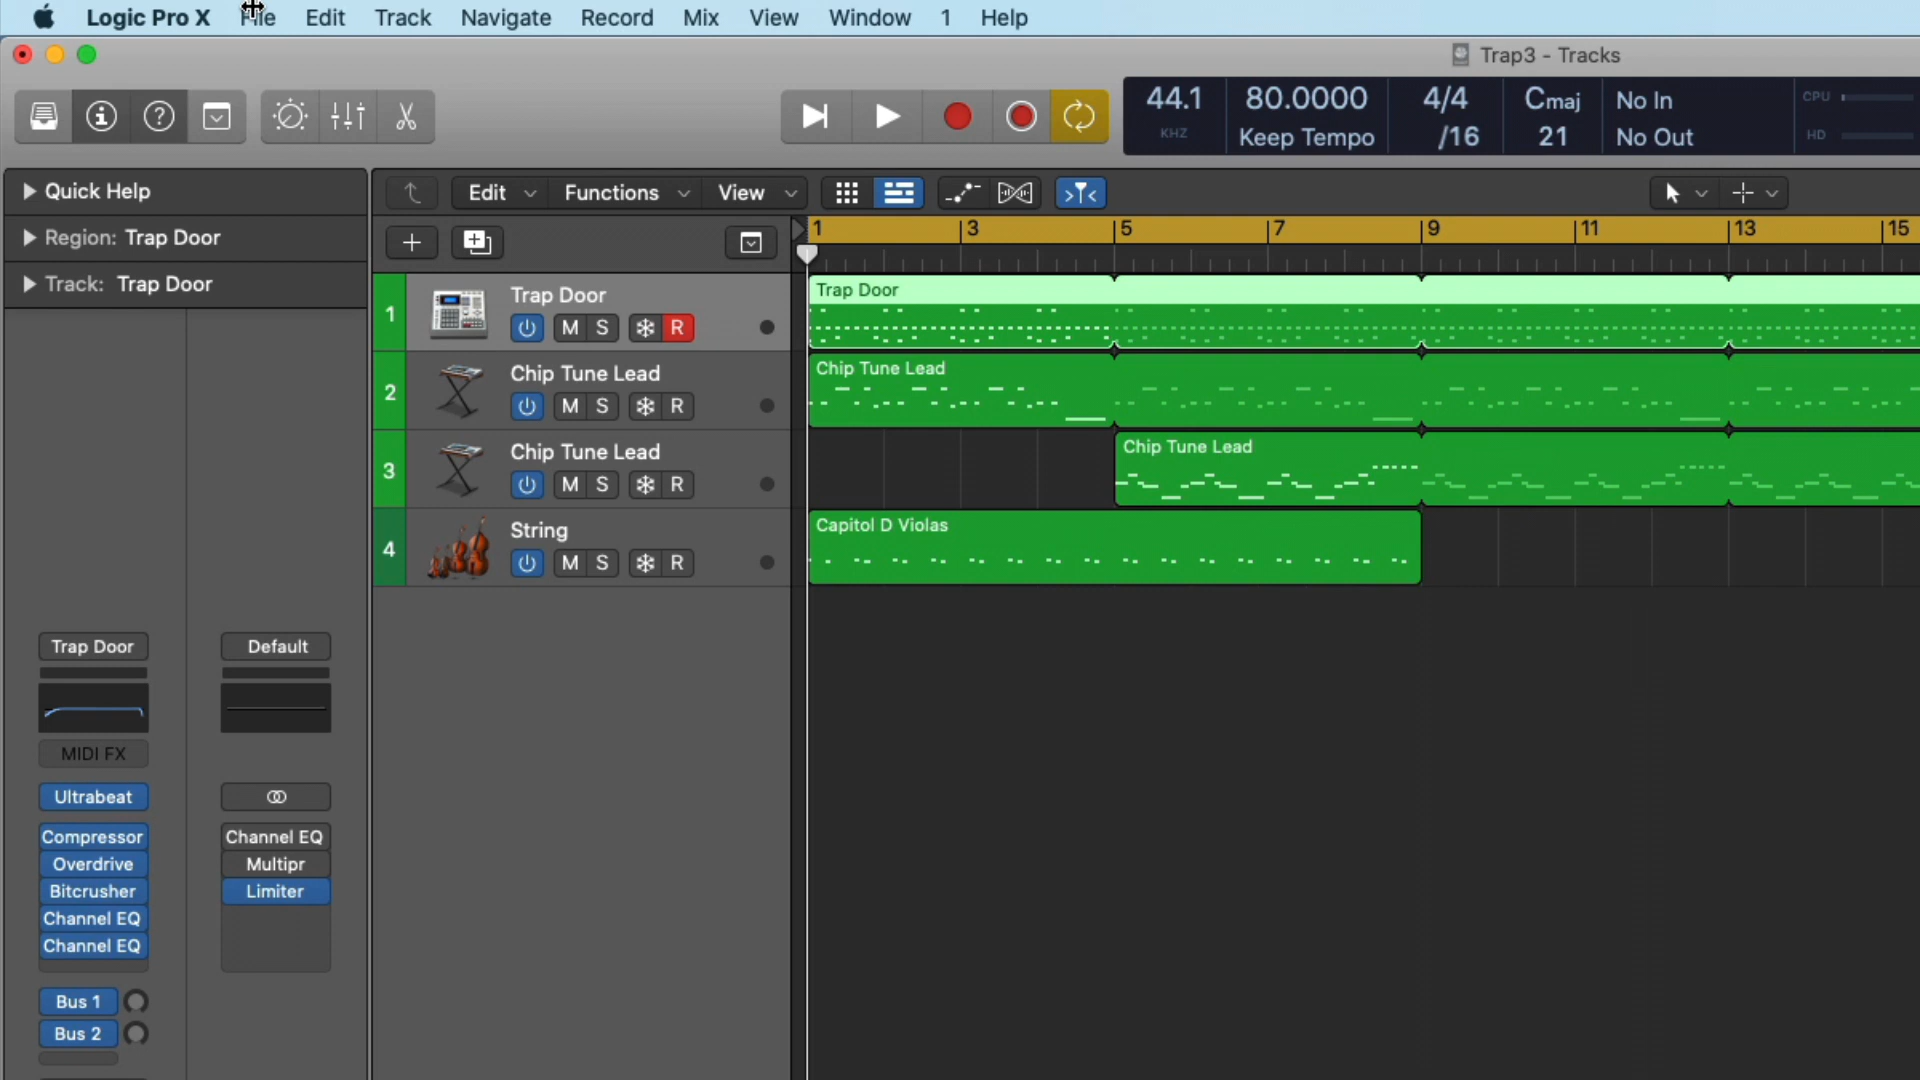 Logic Pro X File Edit Track Navigate Record Mix View Window 1 Help
Trap3 - Tracks
44.1 80.0000 4/4 Cmaj No In CPU
KHZ Keep Tempo /16 21 No Out HD
Quick Help
Region: Trap Door
Track: Trap Door
Edit Functions View
1 3 5 7 9 11 13 15
1 Trap Door
M S R
Trap Door
2 Chip Tune Lead
M S R
Chip Tune Lead
3 Chip Tune Lead
M S R
Chip Tune Lead
4 String
M S R
Capitol D Violas
Trap Door Default
MIDI FX
Ultrabeat
Compressor Channel EQ
Overdrive Multipr
Bitcrusher Limiter
Channel EQ
Channel EQ
Bus 1
Bus 2